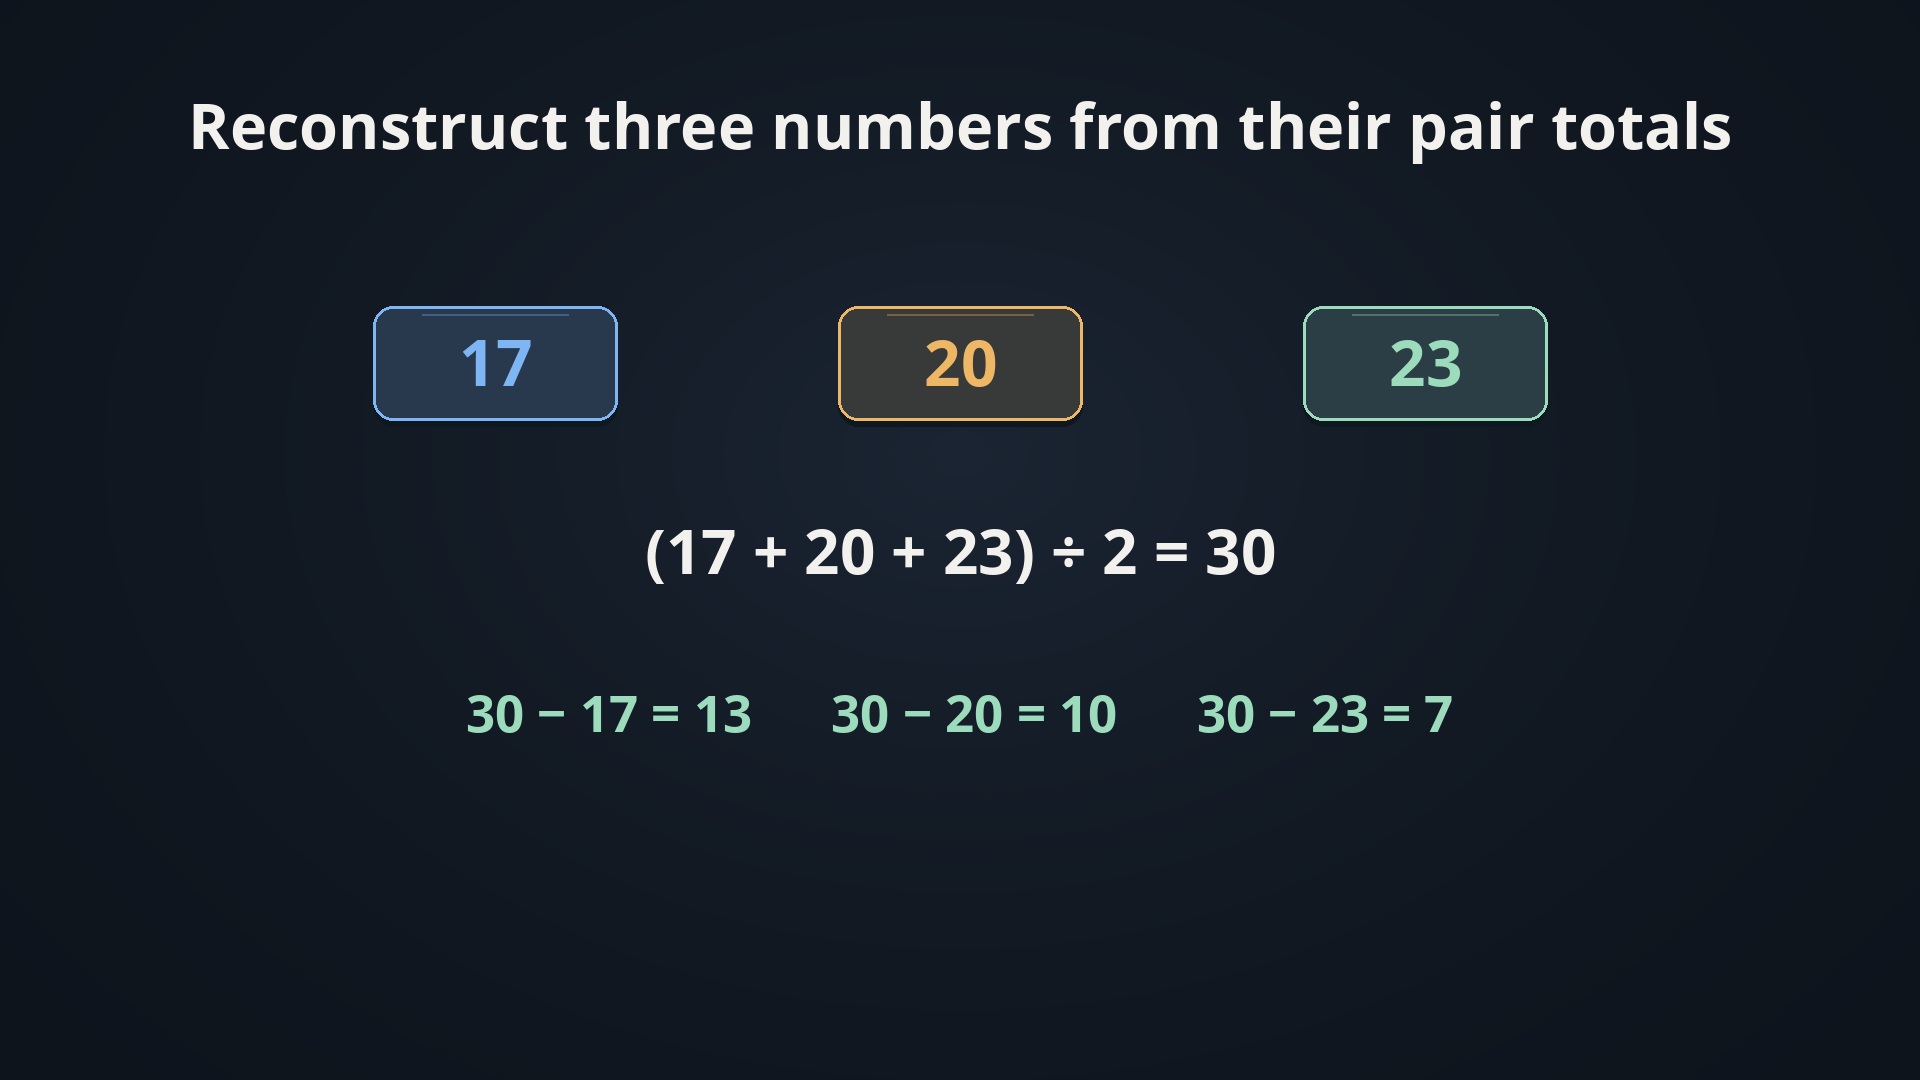 Reconstruct three numbers from their pair totals
17 20 23
(17 + 20 + 23) ÷ 2 = 30
30 − 17 = 13 30 − 20 = 10 30 − 23 = 7